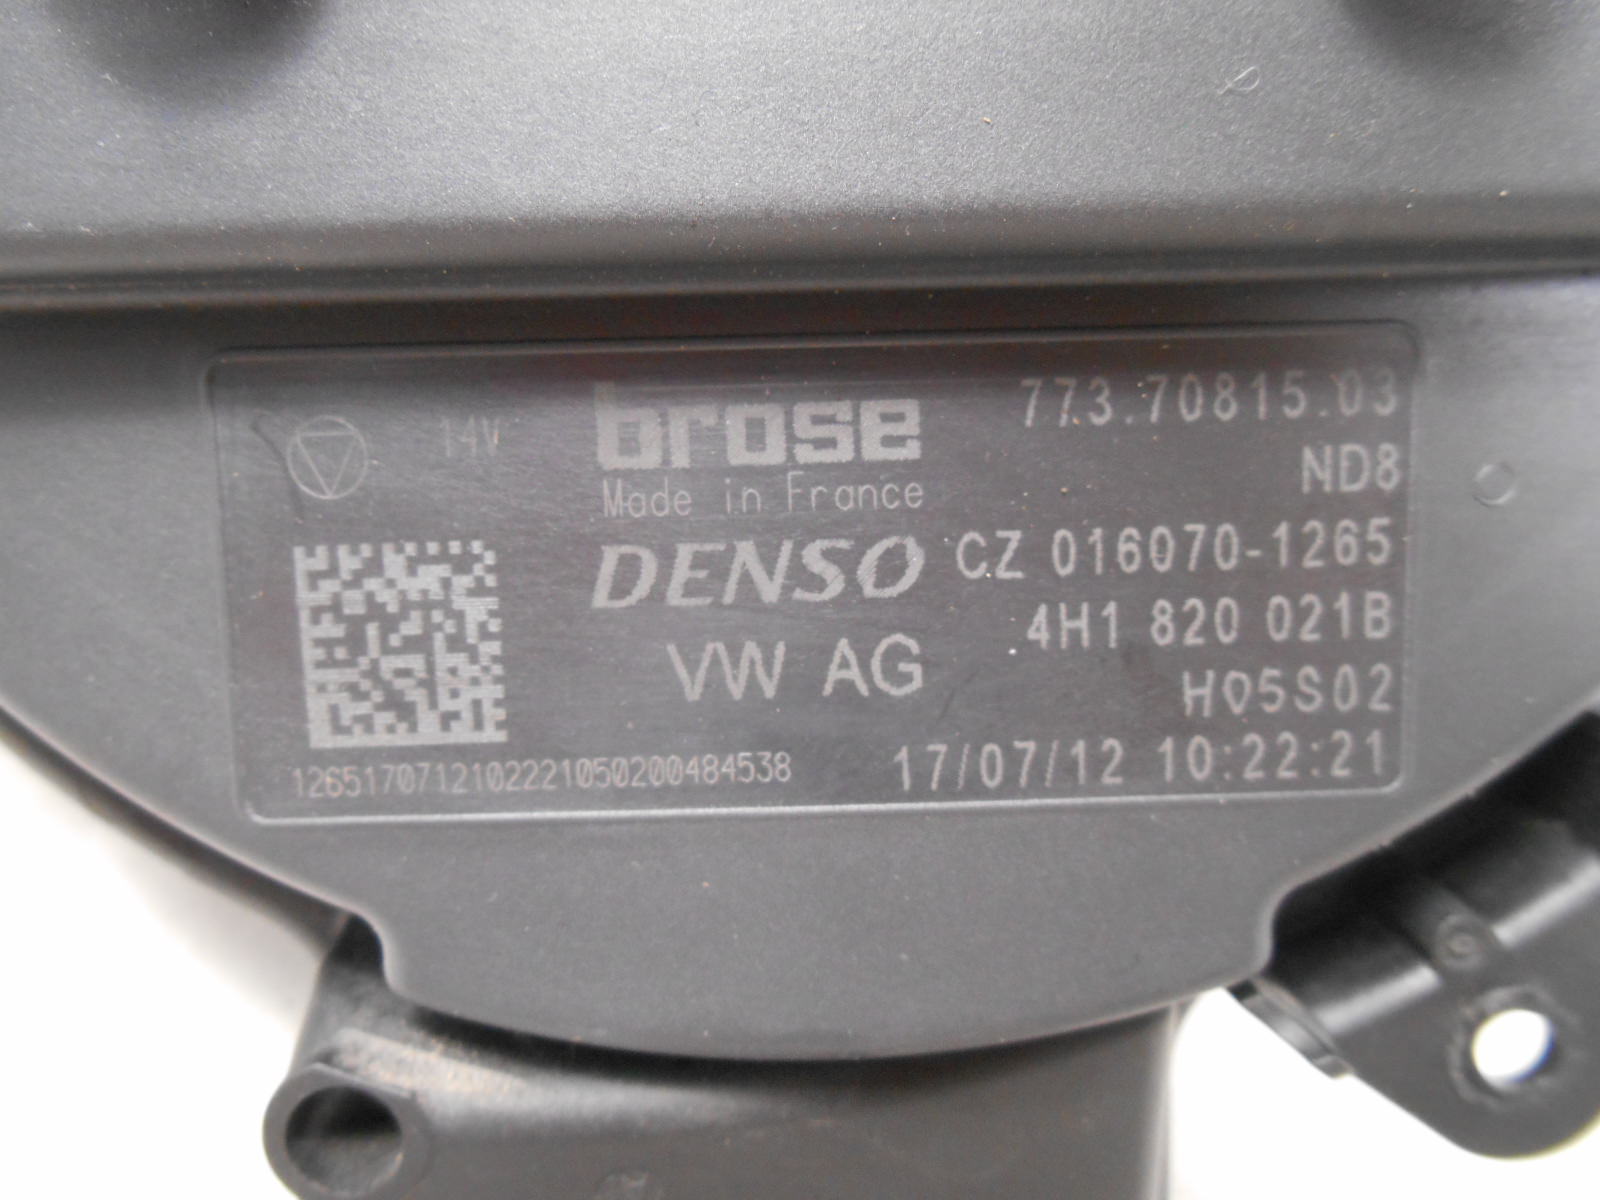 14V brose 773.70815.03
Made in France ND8
DENSO CZ 016070-1265
VW AG 4H1 820 021B
H05S02
1265170712102221050200484538 17/07/12 10:22:21